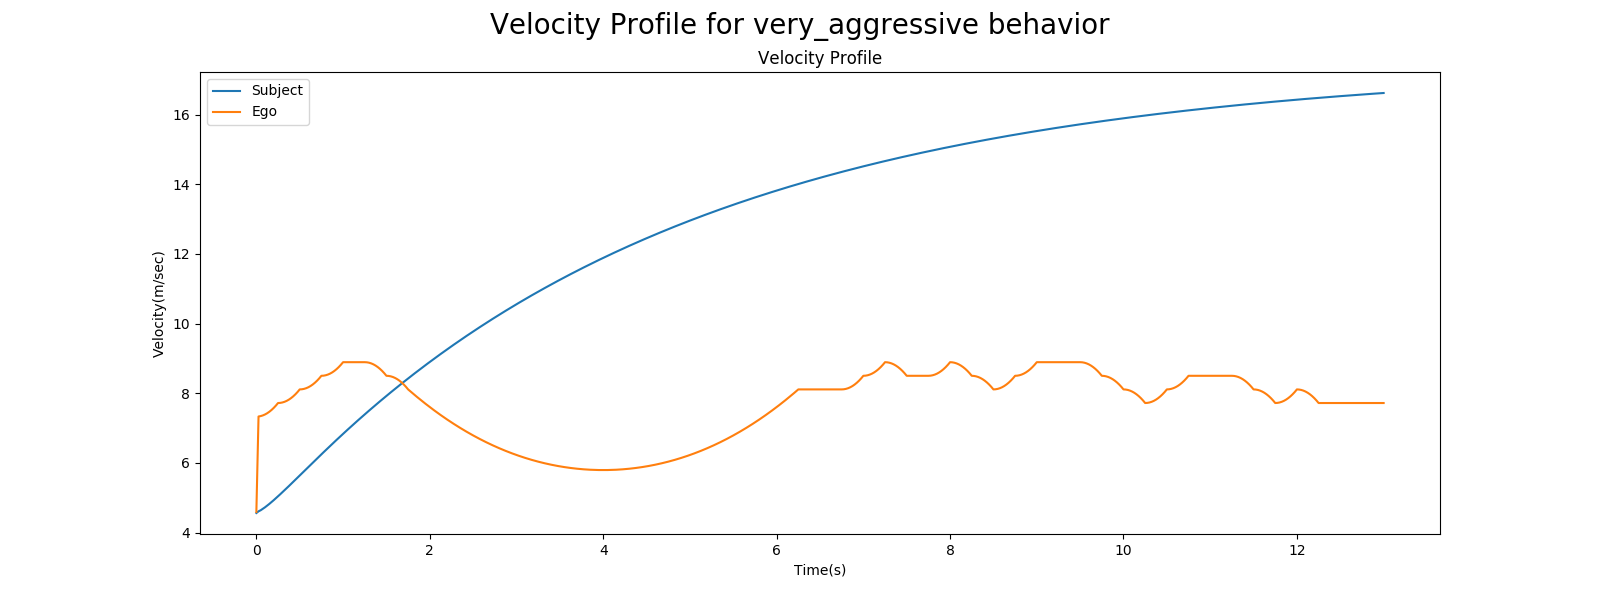 Velocity Profile for very_aggressive behavior
Velocity Profile
Subject
Ego
Velocity(m/sec)
16
14
12
10
8
6
4
0 2 4 6 8 10 12
Time(s)